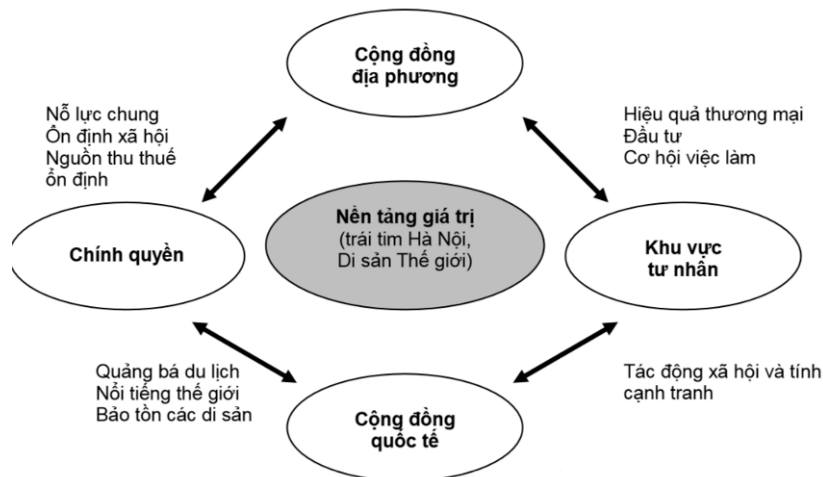 Cộng đồng
địa phương
Nỗ lực chung
Ổn định xã hội
Nguồn thu thuế
ổn định
Hiệu quả thương mại
Đầu tư
Cơ hội việc làm
Nền tảng giá trị
(trái tim Hà Nội,
Di sản Thế giới)
Chính quyền
Khu vực
tư nhân
Quảng bá du lịch
Nổi tiếng thế giới
Bảo tồn các di sản
Tác động xã hội và tính
cạnh tranh
Cộng đồng
quốc tế